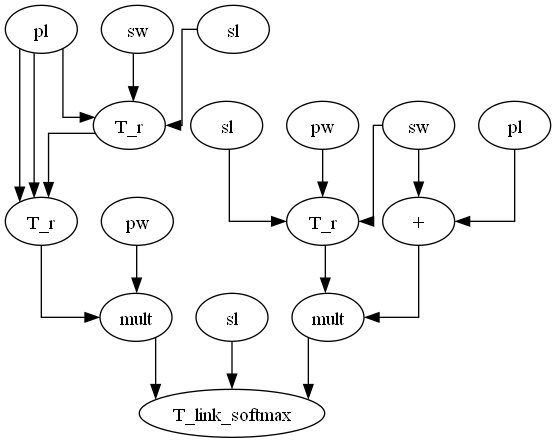 pl sw sl
T_r sl pw sw pl
T_r pw T_r +
mult sl mult
T_link_softmax